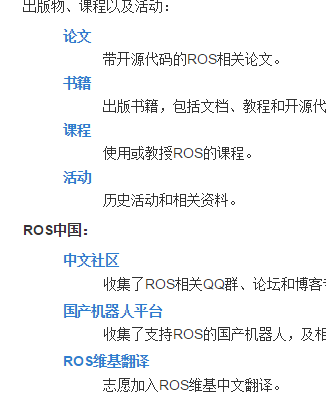 出版物、课程以及活动：
论文
带开源代码的ROS相关论文。
书籍
出版书籍，包括文档、教程和开源代
课程
使用或教授ROS的课程。
活动
历史活动和相关资料。
ROS中国：
中文社区
收集了ROS相关QQ群、论坛和博客
国产机器人平台
收集了支持ROS的国产机器人，及相
ROS维基翻译
志愿加入ROS维基中文翻译。